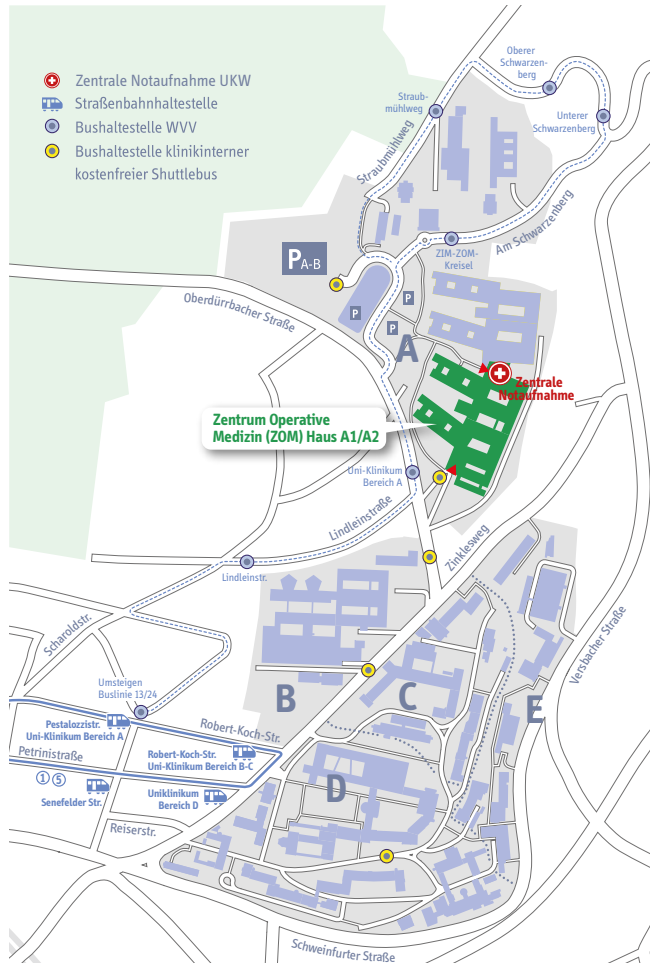 Zentrale Notaufnahme UKW
Straßenbahnhaltestelle
Bushaltestelle WVV
Bushaltestelle klinikinterner
kostenfreier Shuttlebus
Oberer
Schwarzen-
berg
Straub-
mühlweg
Unterer
Schwarzenberg
Straubmühlweg
Am Schwarzenberg
ZIM-ZOM-
Kreisel
P A-B
Oberdürrbacher Straße
P
P
P
A
Zentrale
Notaufnahme
Zentrum Operative
Medizin (ZOM) Haus A1/A2
Uni-Klinikum
Bereich A
Lindleinstraße
Zinklesweg
Lindleinstr.
Scharoldstr.
Versbacher Straße
Umsteigen
Buslinie 13/24
B
C
E
Pestalozzistr.
Uni-Klinikum Bereich A
Robert-Koch-Str.
Petrinistraße
Robert-Koch-Str.
Uni-Klinikum Bereich B-C
1 5
Senefelder Str.
Uniklinikum
Bereich D
D
Reiserstr.
Schweinfurter Straße